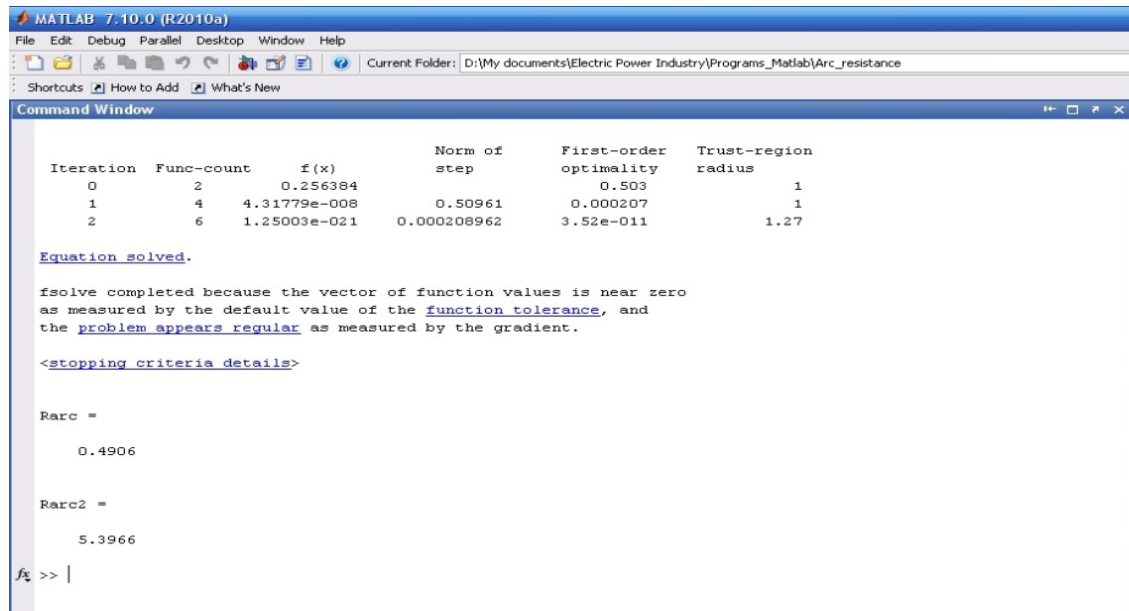 MATLAB 7.10.0 (R2010a)
File Edit Debug Parallel Desktop Window Help
Current Folder: D:\My documents\Electric Power Industry\Programs_Matlab\Arc_resistance
Shortcuts How to Add What's New
Command Window
Norm of First-order Trust-region
Iteration Func-count f(x) step optimality radius
0 2 0.256384 0.503 1
1 4 4.31779e-008 0.50961 0.000207 1
2 6 1.25003e-021 0.000208962 3.52e-011 1.27
Equation solved.
fsolve completed because the vector of function values is near zero
as measured by the default value of the function tolerance, and
the problem appears regular as measured by the gradient.
<stopping criteria details>
Rarc =
0.4906
Rarc2 =
5.3966
fx >>